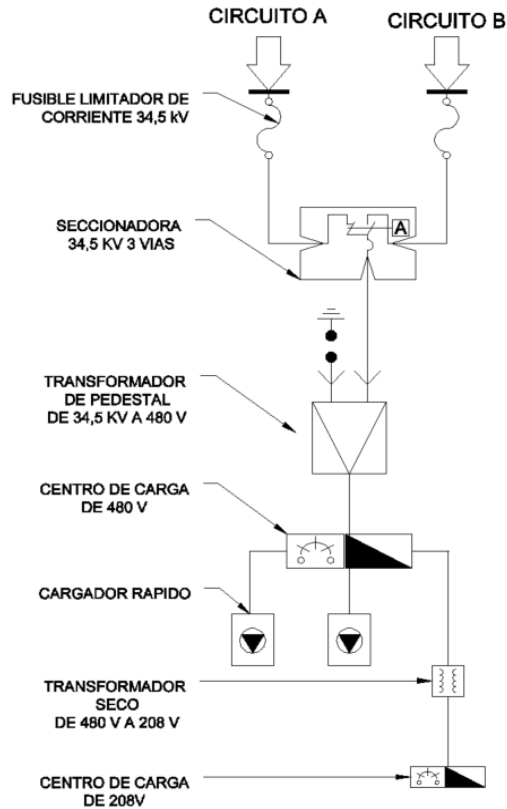 CIRCUITO A
CIRCUITO B
FUSIBLE LIMITADOR DE
CORRIENTE 34,5 kV
SECCIONADORA
34,5 KV 3 VIAS
A
TRANSFORMADOR
DE PEDESTAL
DE 34,5 KV A 480 V
CENTRO DE CARGA
DE 480 V
CARGADOR RAPIDO
TRANSFORMADOR
SECO
DE 480 V A 208 V
CENTRO DE CARGA
DE 208V